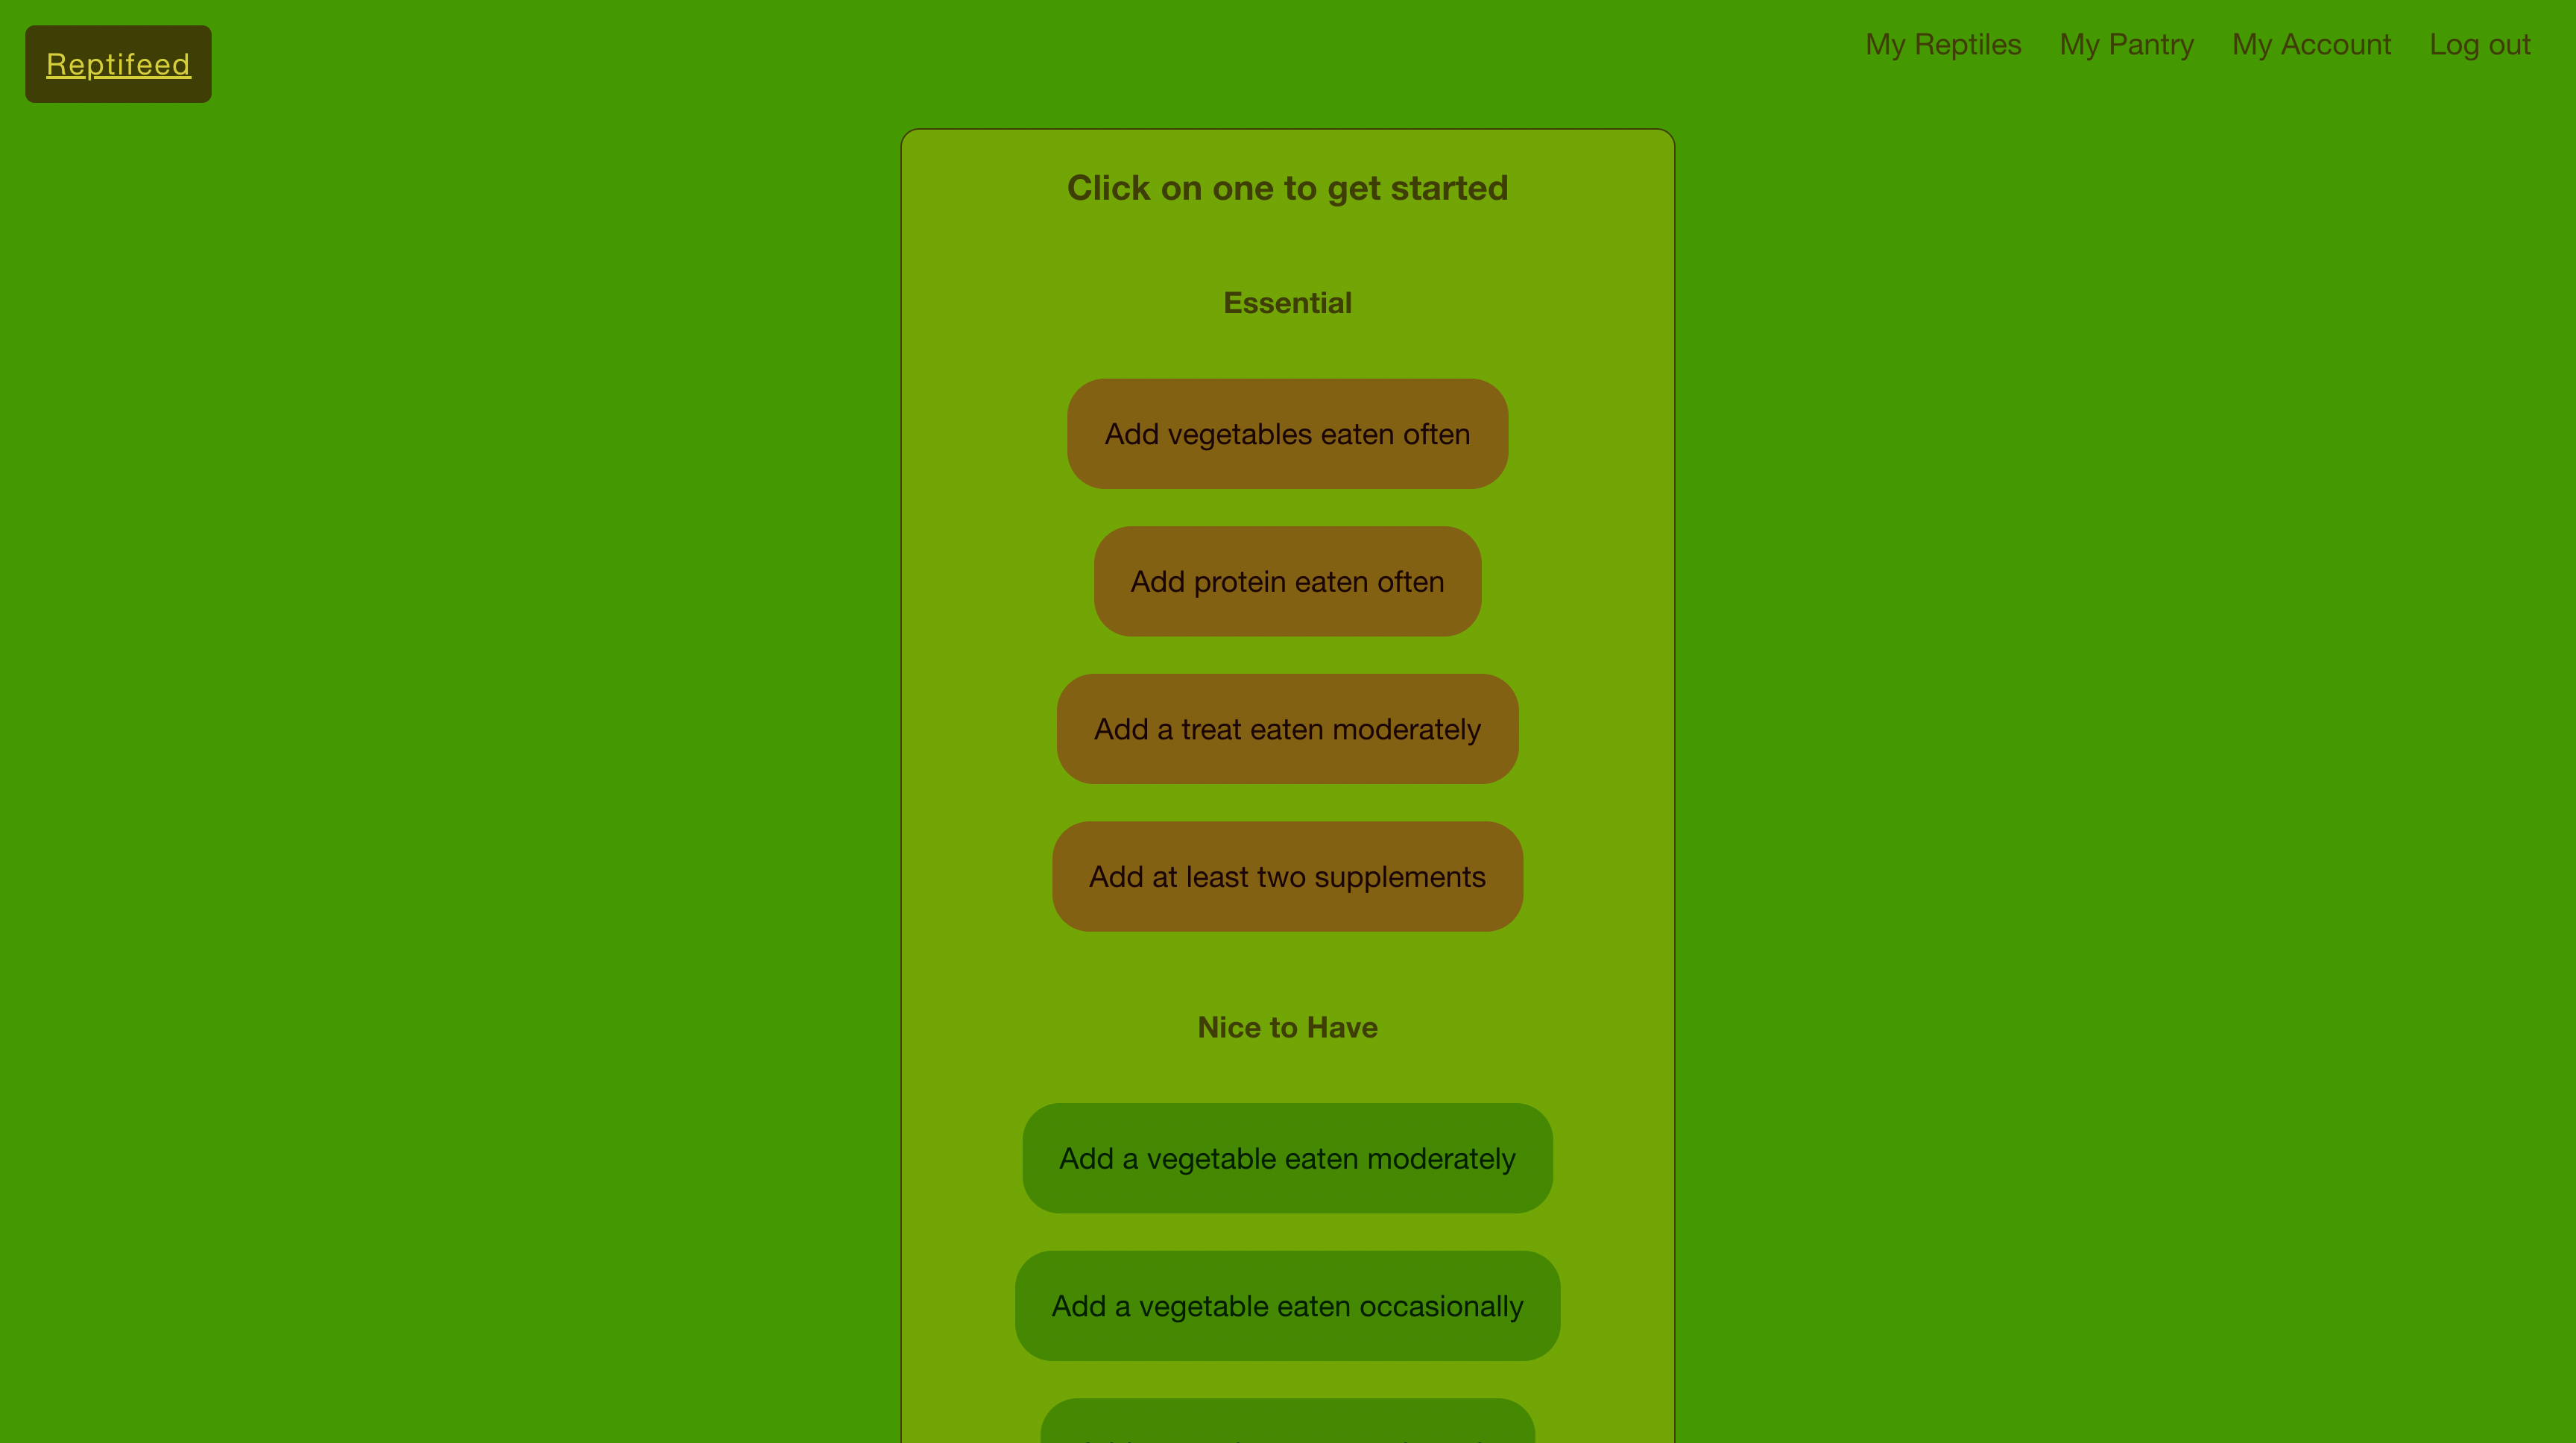 Reptifeed
My Reptiles
My Pantry
My Account
Log out
Click on one to get started
Essential
Add vegetables eaten often
Add protein eaten often
Add a treat eaten moderately
Add at least two supplements
Nice to Have
Add a vegetable eaten moderately
Add a vegetable eaten occasionally